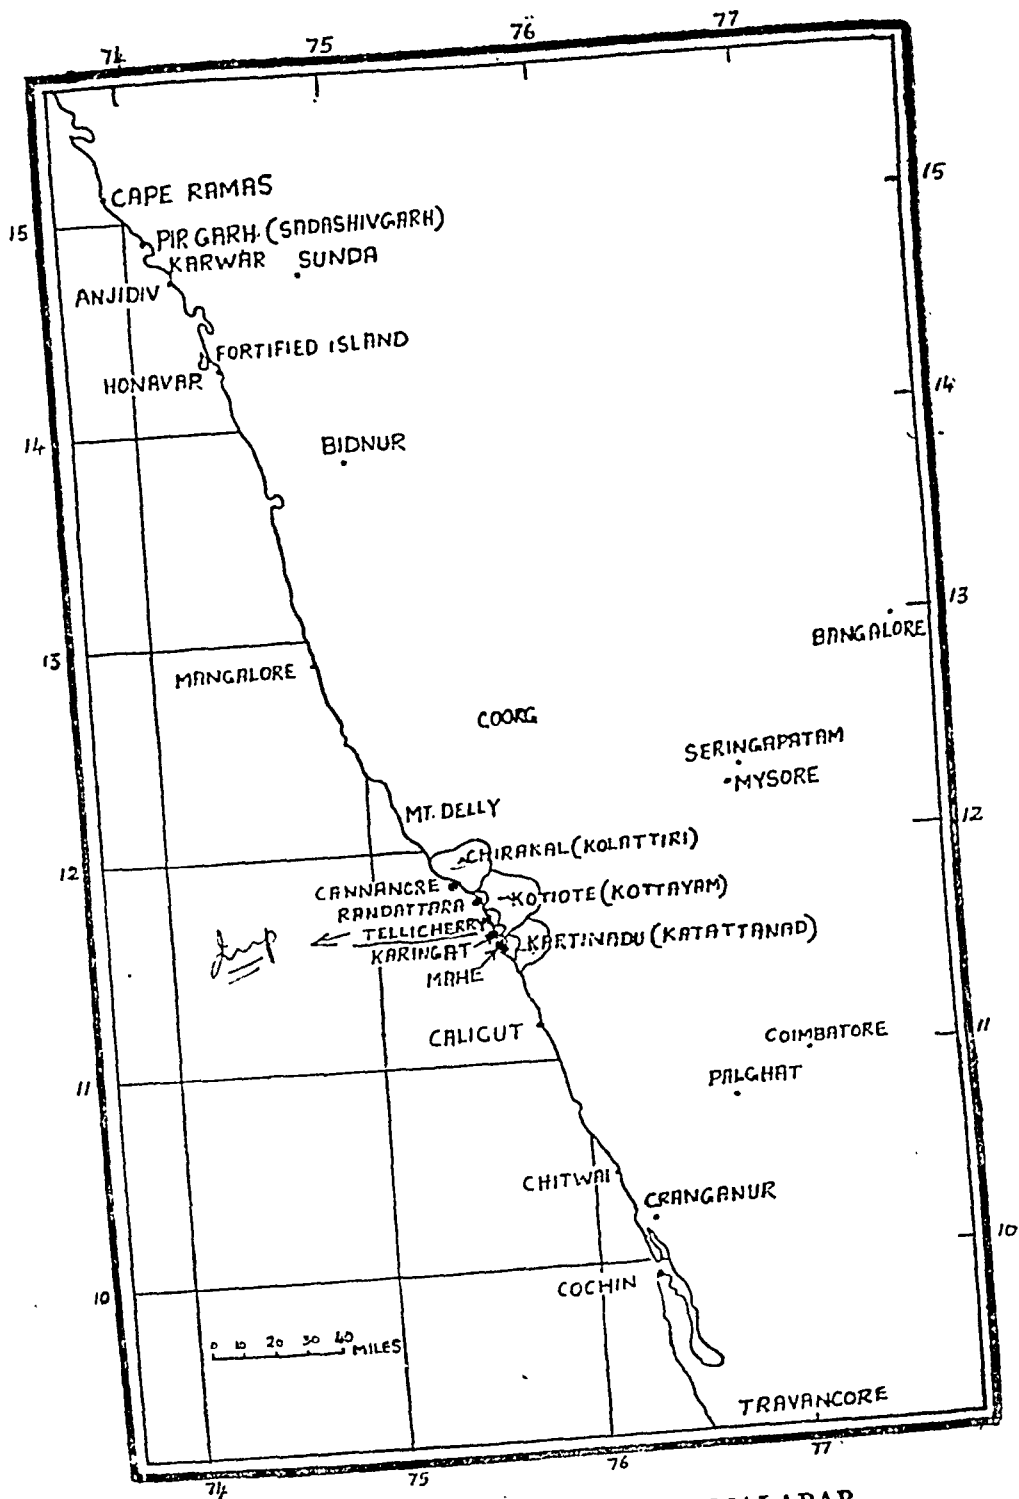 74 75 76 77
CAPE RAMAS
15
15
PIR GARH. (SADASHIVGARH)
KARWAR SUNDA
ANJIDIV
FORTIFIED ISLAND
HONAVAR
14
14
BIDNUR
13
BANGALORE
13
MANGALORE
COORG
SERINGAPATAM
MYSORE
MT. DELLY
12
CHIRAKAL (KOLATTIRI)
12
CANNANORE
KOTIOTE (KOTTAYAM)
RANDATTARA
TELLICHERRY
KARTINADU (KATATTANAD)
KARINGAT
MAHE
CALICUT
COIMBATORE
11
PALGHAT
11
CHITWAI
CRANGANUR
10
COCHIN
10
0 10 20 30 40 MILES
TRAVANCORE
74 75 76 77